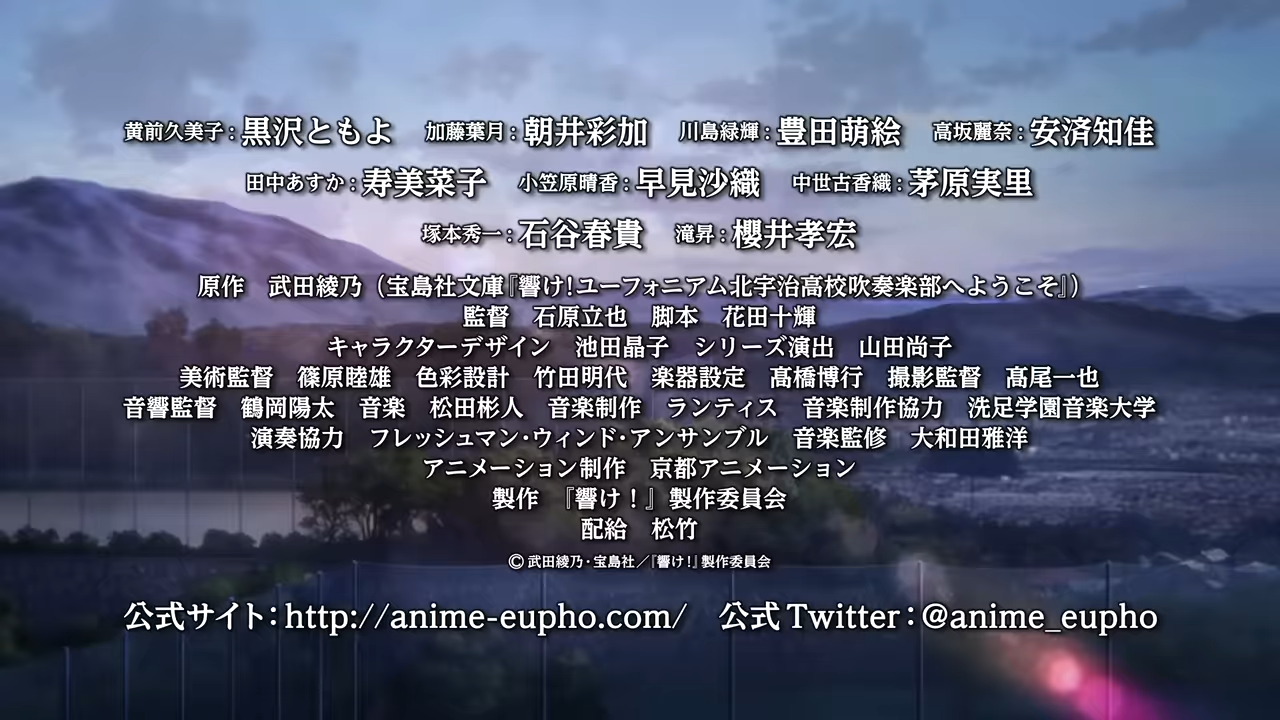 黄前久美子：黒沢ともよ　加藤葉月：朝井彩加　川島緑輝：豊田萌絵　高坂麗奈：安済知佳
田中あすか：寿美菜子　小笠原晴香：早見沙織　中世古香織：茅原実里
塚本秀一：石谷春貴　滝昇：櫻井孝宏
原作　武田綾乃（宝島社文庫『響け！ユーフォニアム北宇治高校吹奏楽部へようこそ』）
監督　石原立也　脚本　花田十輝
キャラクターデザイン　池田晶子　シリーズ演出　山田尚子
美術監督　篠原睦雄　色彩設計　竹田明代　楽器設定　髙橋博行　撮影監督　髙尾一也
音響監督　鶴岡陽太　音楽　松田彬人　音楽制作　ランティス　音楽制作協力　洗足学園音楽大学
演奏協力　フレッシュマン・ウィンド・アンサンブル　音楽監修　大和田雅洋
アニメーション制作　京都アニメーション
製作　『響け！』製作委員会
配給　松竹
© 武田綾乃・宝島社／『響け！』製作委員会
公式サイト：http://anime-eupho.com/　公式 Twitter：@anime_eupho